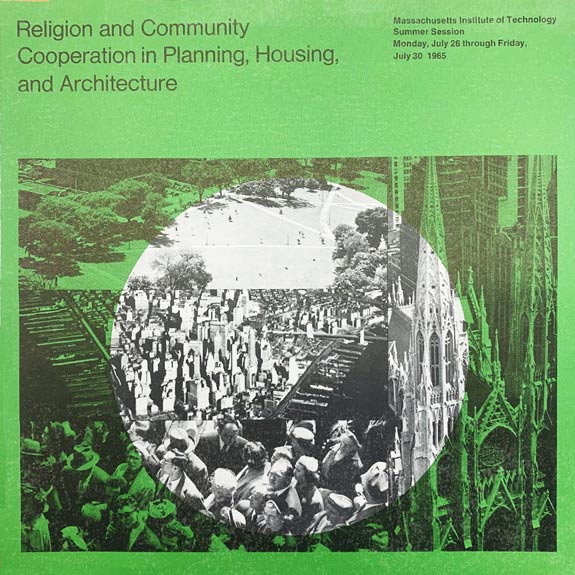 Religion and Community
Cooperation in Planning, Housing,
and Architecture
Massachusetts Institute of Technology
Summer Session
Monday, July 26 through Friday,
July 30 1965